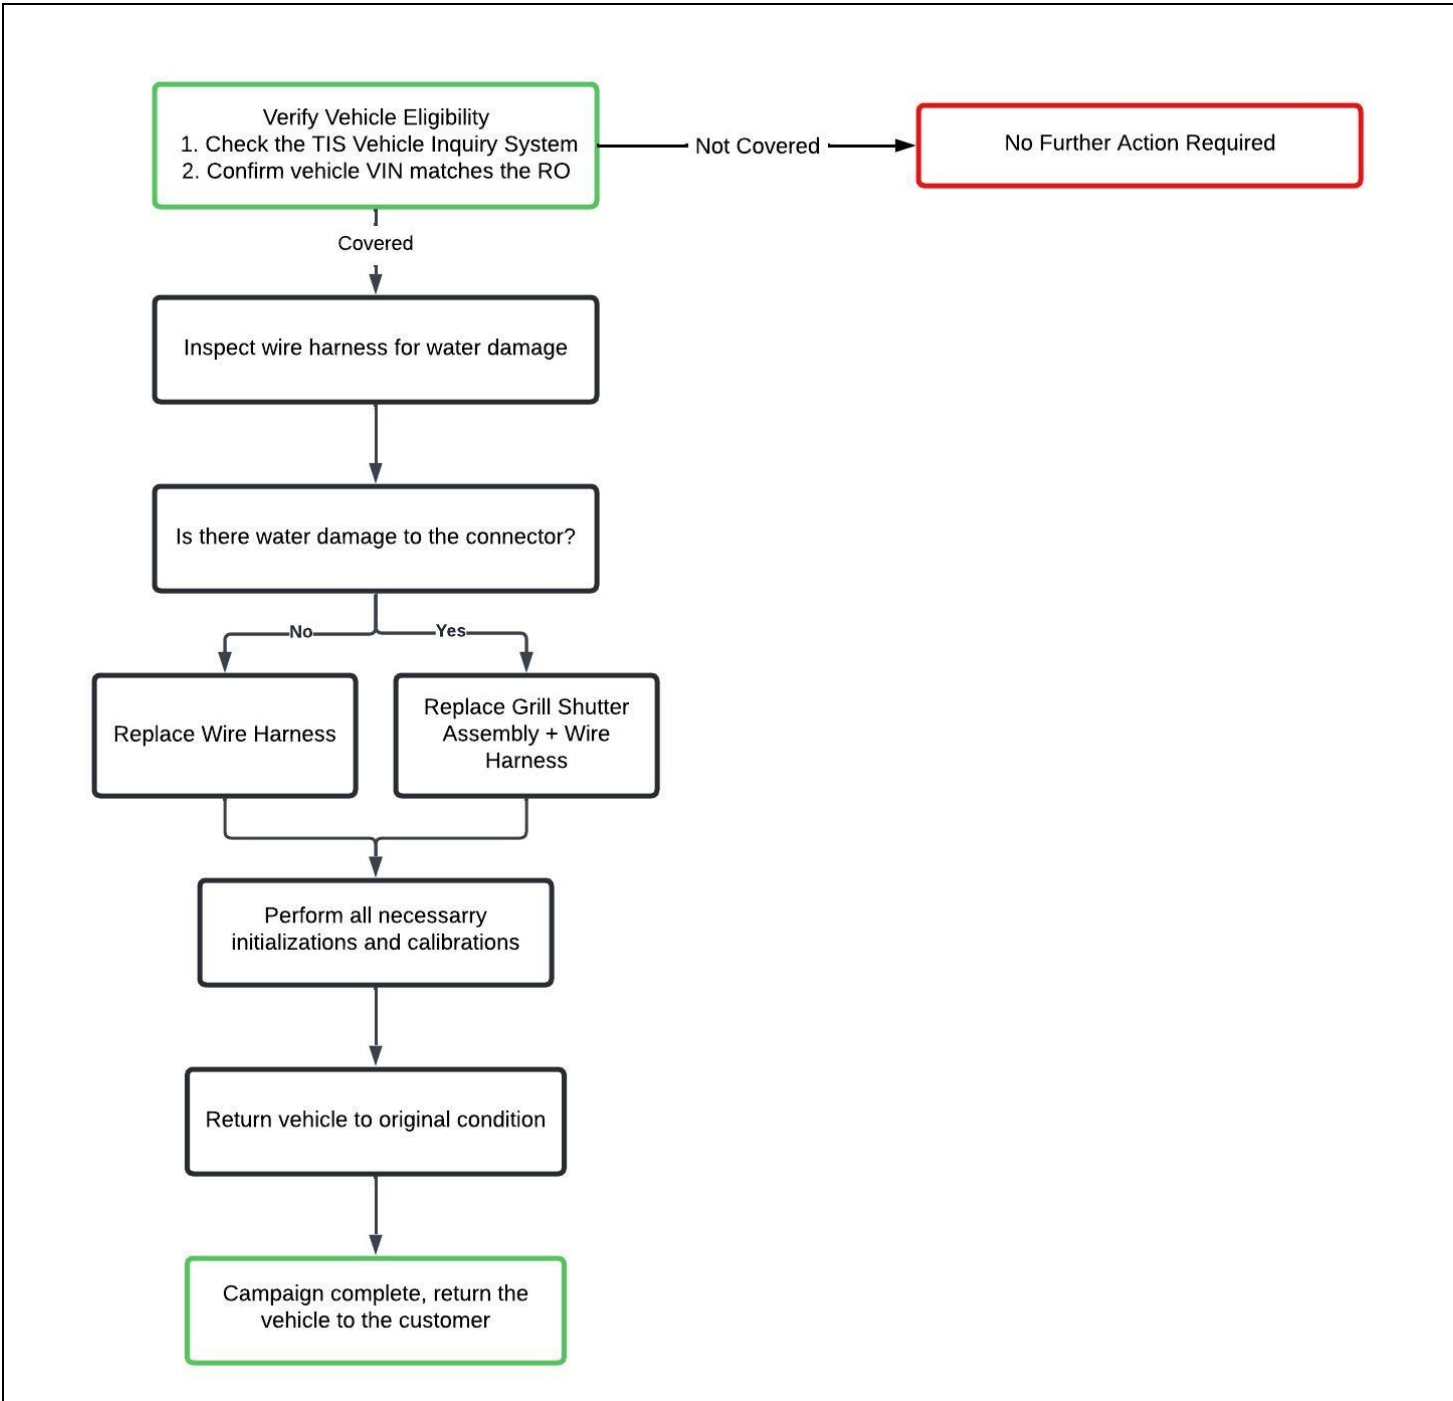 Verify Vehicle Eligibility
1. Check the TIS Vehicle Inquiry System
2. Confirm vehicle VIN matches the RO
Not Covered
No Further Action Required
Covered
Inspect wire harness for water damage
Is there water damage to the connector?
No
Yes
Replace Wire Harness
Replace Grill Shutter
Assembly + Wire
Harness
Perform all necessarry
initializations and calibrations
Return vehicle to original condition
Campaign complete, return the
vehicle to the customer